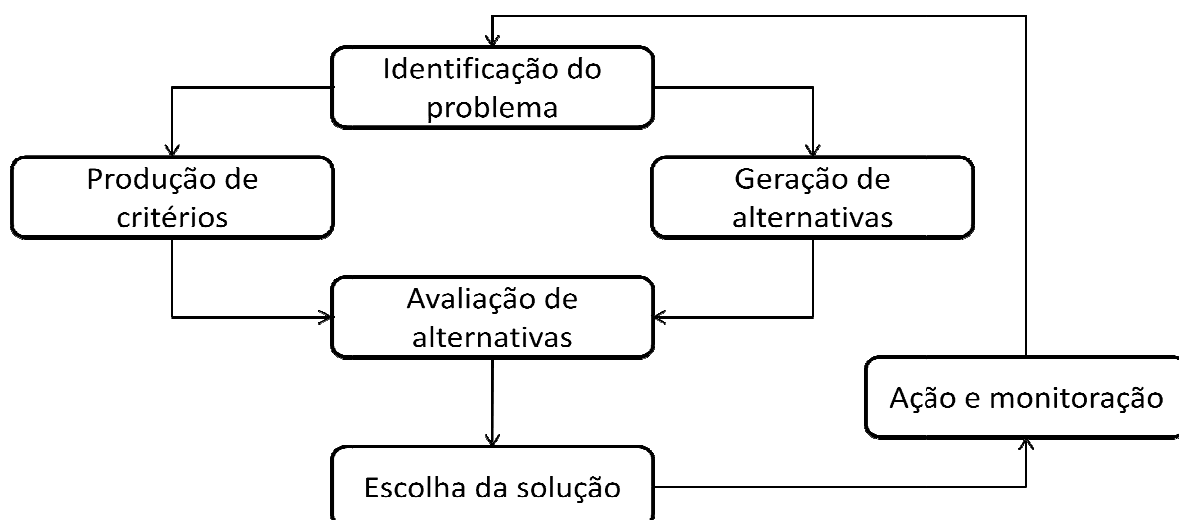 Identificação do
problema
Produção de
critérios
Geração de
alternativas
Avaliação de
alternativas
Ação e monitoração
Escolha da solução